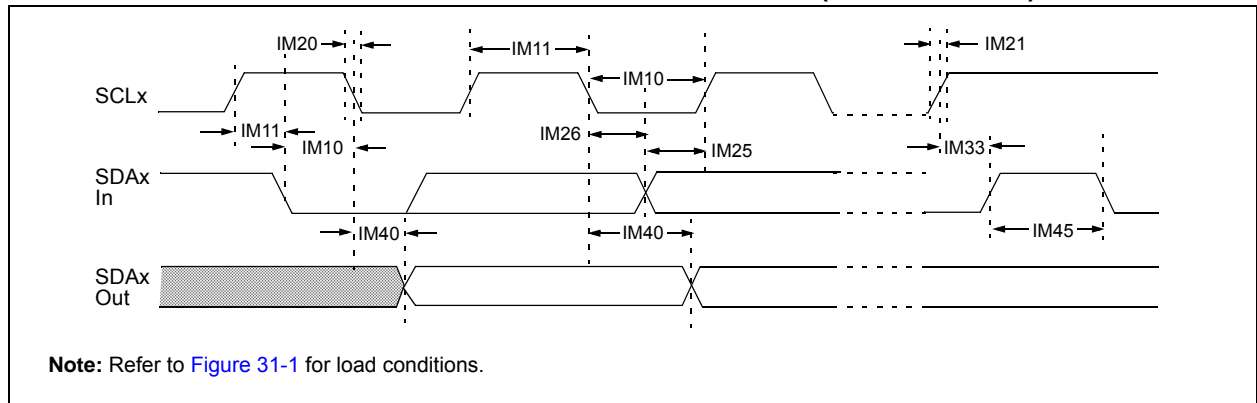 IM20
IM11
IM21
SCLx
IM10
IM11
IM26
IM10
IM25
IM33
SDAx
In
IM40
IM40
IM45
SDAx
Out
Note: Refer to Figure 31-1 for load conditions.